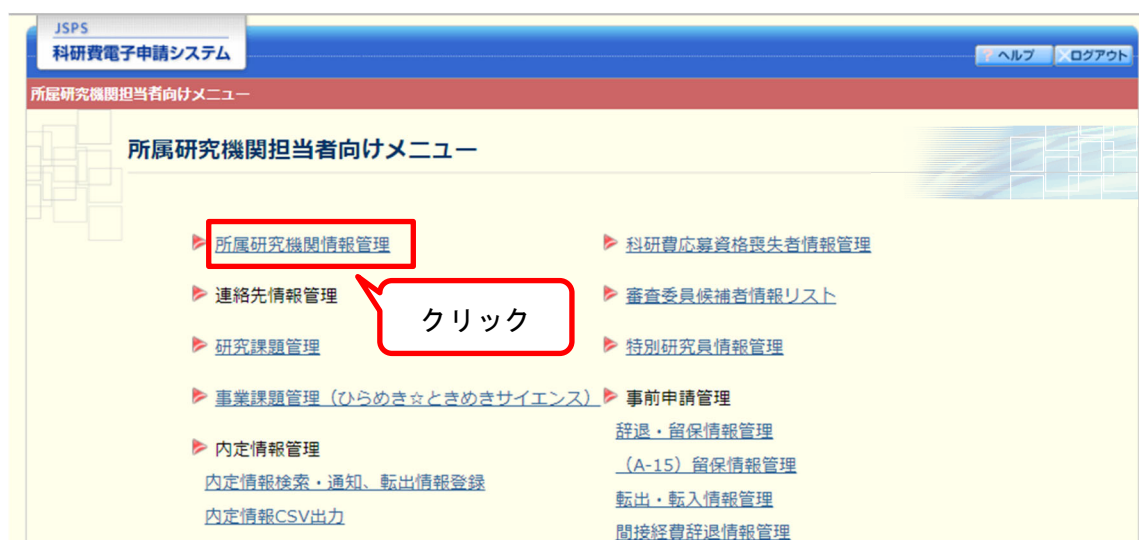 JSPS
科研費電子申請システム
ヘルプ
ログアウト
所属研究機関担当者向けメニュー
所属研究機関担当者向けメニュー
所属研究機関情報管理
連絡先情報管理
クリック
研究課題管理
事業課題管理（ひらめき☆ときめきサイエンス）
内定情報管理
内定情報検索・通知、転出情報登録
内定情報CSV出力
科研費応募資格喪失者情報管理
審査委員候補者情報リスト
特別研究員情報管理
事前申請管理
辞退・留保情報管理
（A-15）留保情報管理
転出・転入情報管理
間接経費辞退情報管理